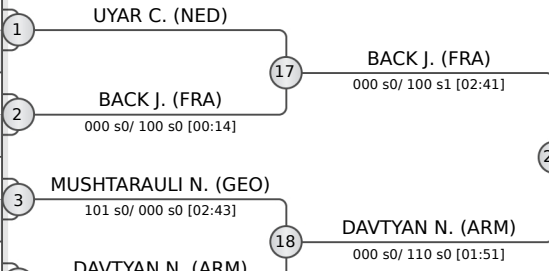 UYAR C. (NED)
1
17
BACK J. (FRA)
000 s0/ 100 s1 [02:41]
BACK J. (FRA)
2
000 s0/ 100 s0 [00:14]
MUSHTARAULI N. (GEO)
3
101 s0/ 000 s0 [02:43]
18
DAVTYAN N. (ARM)
000 s0/ 110 s0 [01:51]
DAVTYAN N. (ARM)